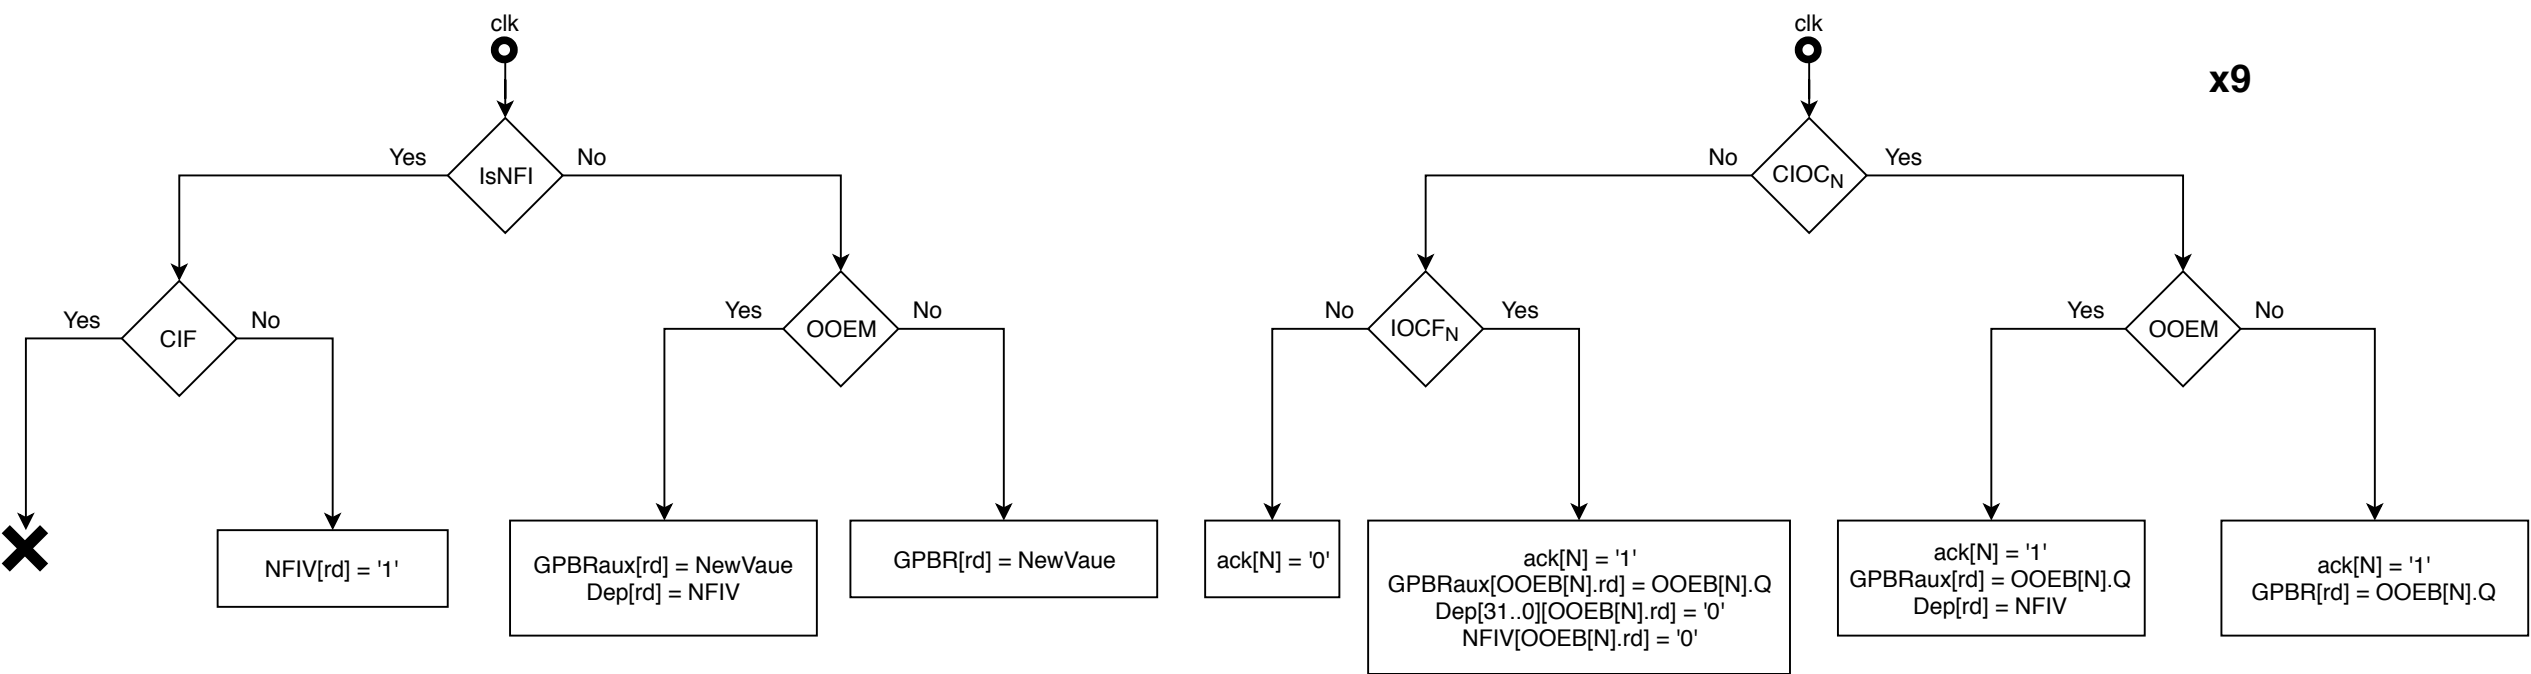 clk
IsNFI
Yes
No
CIF
Yes
No
NFIV[rd] = '1'
OOEM
Yes
No
GPBRaux[rd] = NewVaue
Dep[rd] = NFIV
GPBR[rd] = NewVaue
clk
x9
CIOCN
No
Yes
IOCFN
No
Yes
ack[N] = '0'
ack[N] = '1'
GPBRaux[OOEB[N].rd] = OOEB[N].Q
Dep[31..0][OOEB[N].rd] = '0'
NFIV[OOEB[N].rd] = '0'
OOEM
Yes
No
ack[N] = '1'
GPBRaux[rd] = OOEB[N].Q
Dep[rd] = NFIV
ack[N] = '1'
GPBR[rd] = OOEB[N].Q